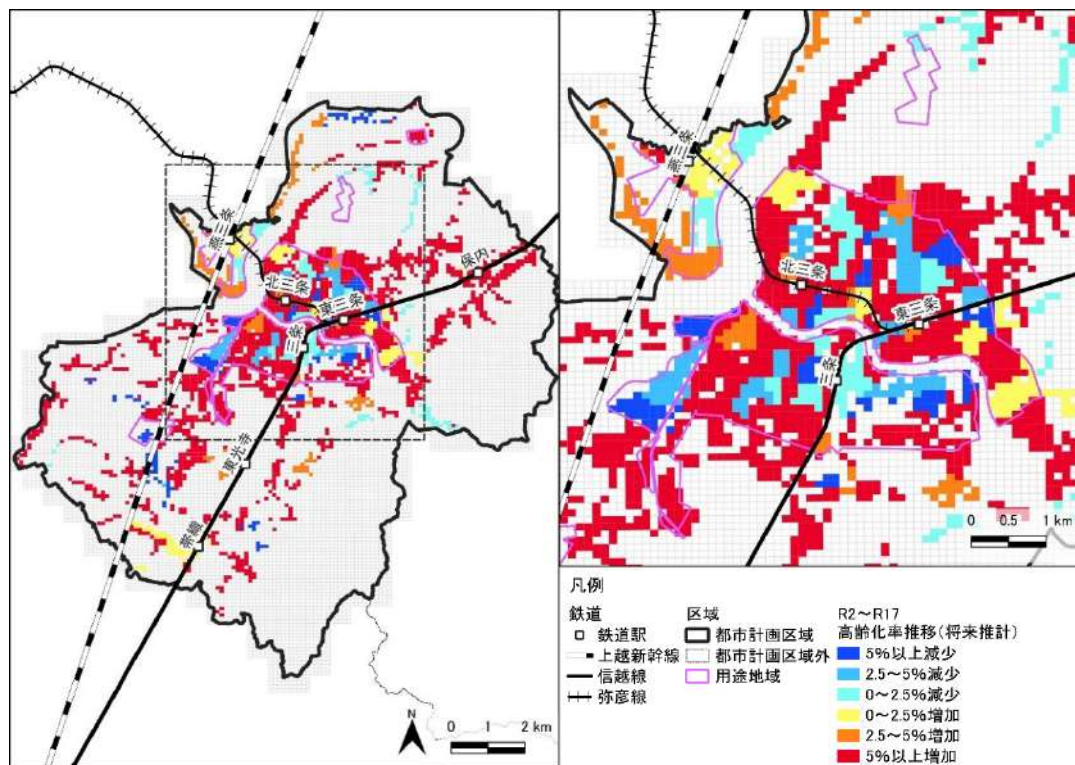 燕三条
北三条
東三条
保内
三条
東光寺
帯織
N
0 1 2 km
燕三条
北三条
東三条
三条
0 0.5 1 km
凡例
鉄道
鉄道駅
上越新幹線
信越線
弥彦線
区域
都市計画区域
都市計画区域外
用途地域
R2～R17
高齢化率推移(将来推計)
5%以上減少
2.5～5%減少
0～2.5%減少
0～2.5%増加
2.5～5%増加
5%以上増加